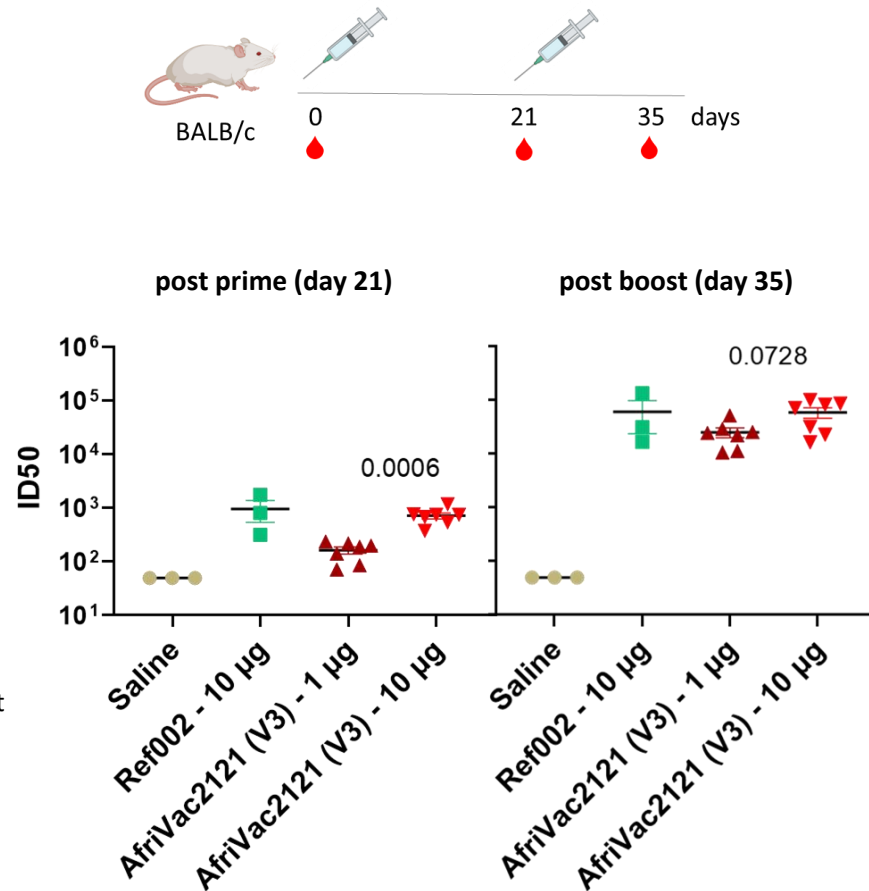 BALB/c
0 21 35 days
post prime (day 21) post boost (day 35)
ID50
10⁶
10⁵
10⁴
10³
10²
10¹
0.0006
0.0728
Saline
Ref002 - 10 µg
AfriVac2121 (V3) - 1 µg
AfriVac2121 (V3) - 10 µg
Saline
Ref002 - 10 µg
AfriVac2121 (V3) - 1 µg
AfriVac2121 (V3) - 10 µg
t